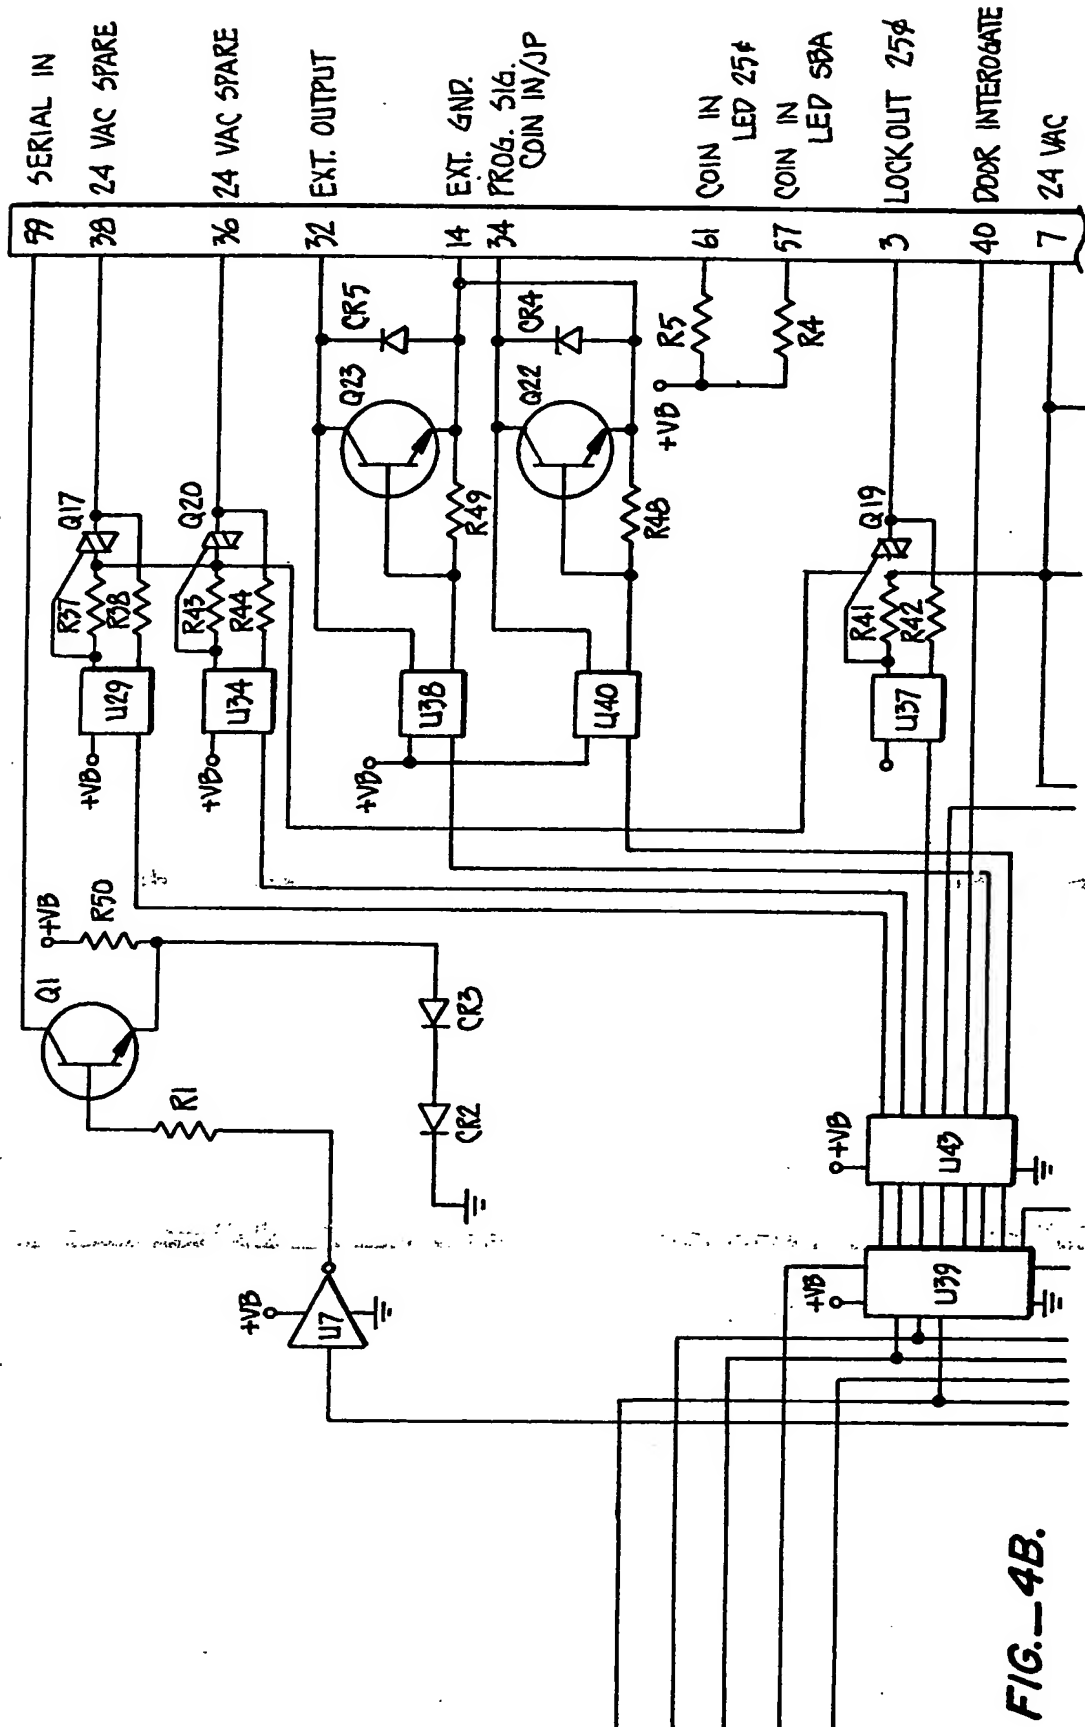 59 SERIAL IN
38 24 VAC SPARE
36 24 VAC SPARE
32 EXT. OUTPUT
14 EXT. GND.
34 PROG. SIG.
COIN IN/JP
61 COIN IN
LED 25¢
57 COIN IN
LED SBA
3 LOCKOUT 25¢
40 DOOR INTEROGATE
7 24 VAC
Q17
R37
R38
U29
+VB
Q20
R43
R44
U34
+VB
CR5
Q23
R49
U38
+VB
CR4
Q22
R48
U40
R5
R4
+VB
Q19
R41
R42
U37
Q1
+VB
R50
R1
CR3
CR2
+VB
U7
+VB
U43
+VB
U39
FIG._4B.